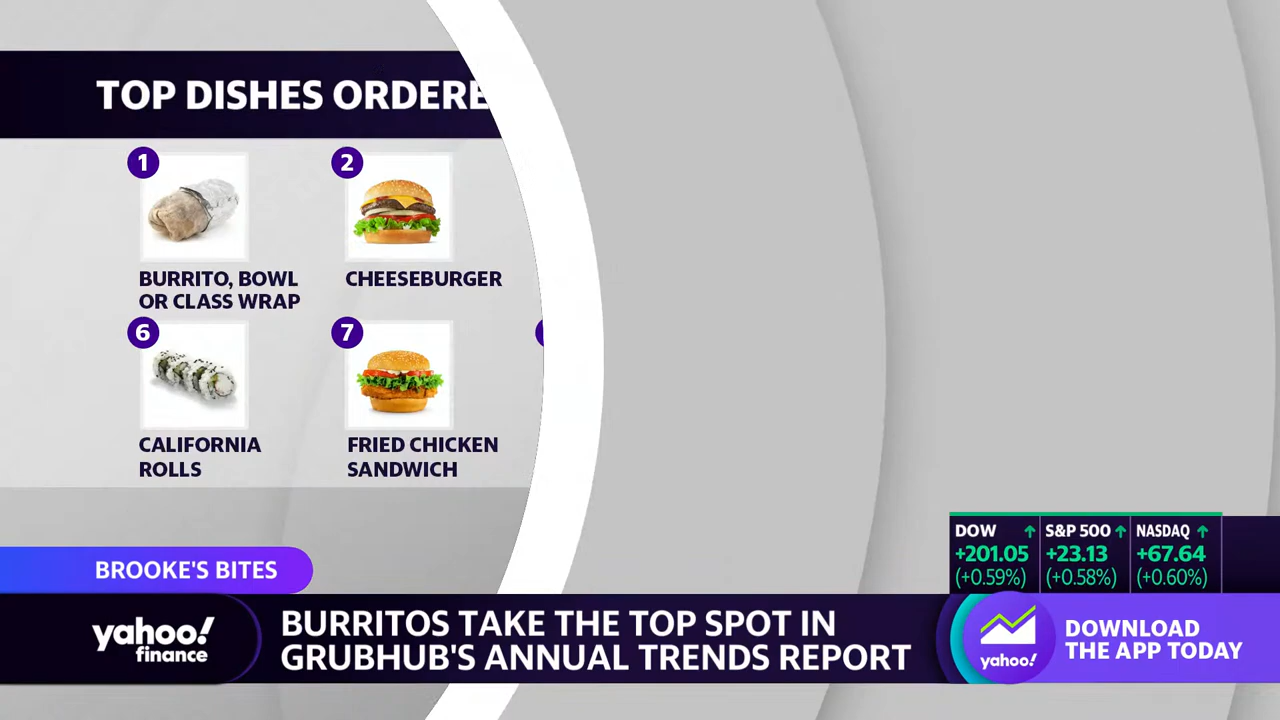 TOP DISHES ORDERE
1
2
BURRITO, BOWL
OR CLASS WRAP
CHEESEBURGER
6
7
CALIFORNIA
ROLLS
FRIED CHICKEN
SANDWICH
DOW
+201.05
(+0.59%)
S&P 500
+23.13
(+0.58%)
NASDAQ
+67.64
(+0.60%)
BROOKE'S BITES
yahoo!
finance
BURRITOS TAKE THE TOP SPOT IN
GRUBHUB'S ANNUAL TRENDS REPORT
yahoo!
DOWNLOAD
THE APP TODAY